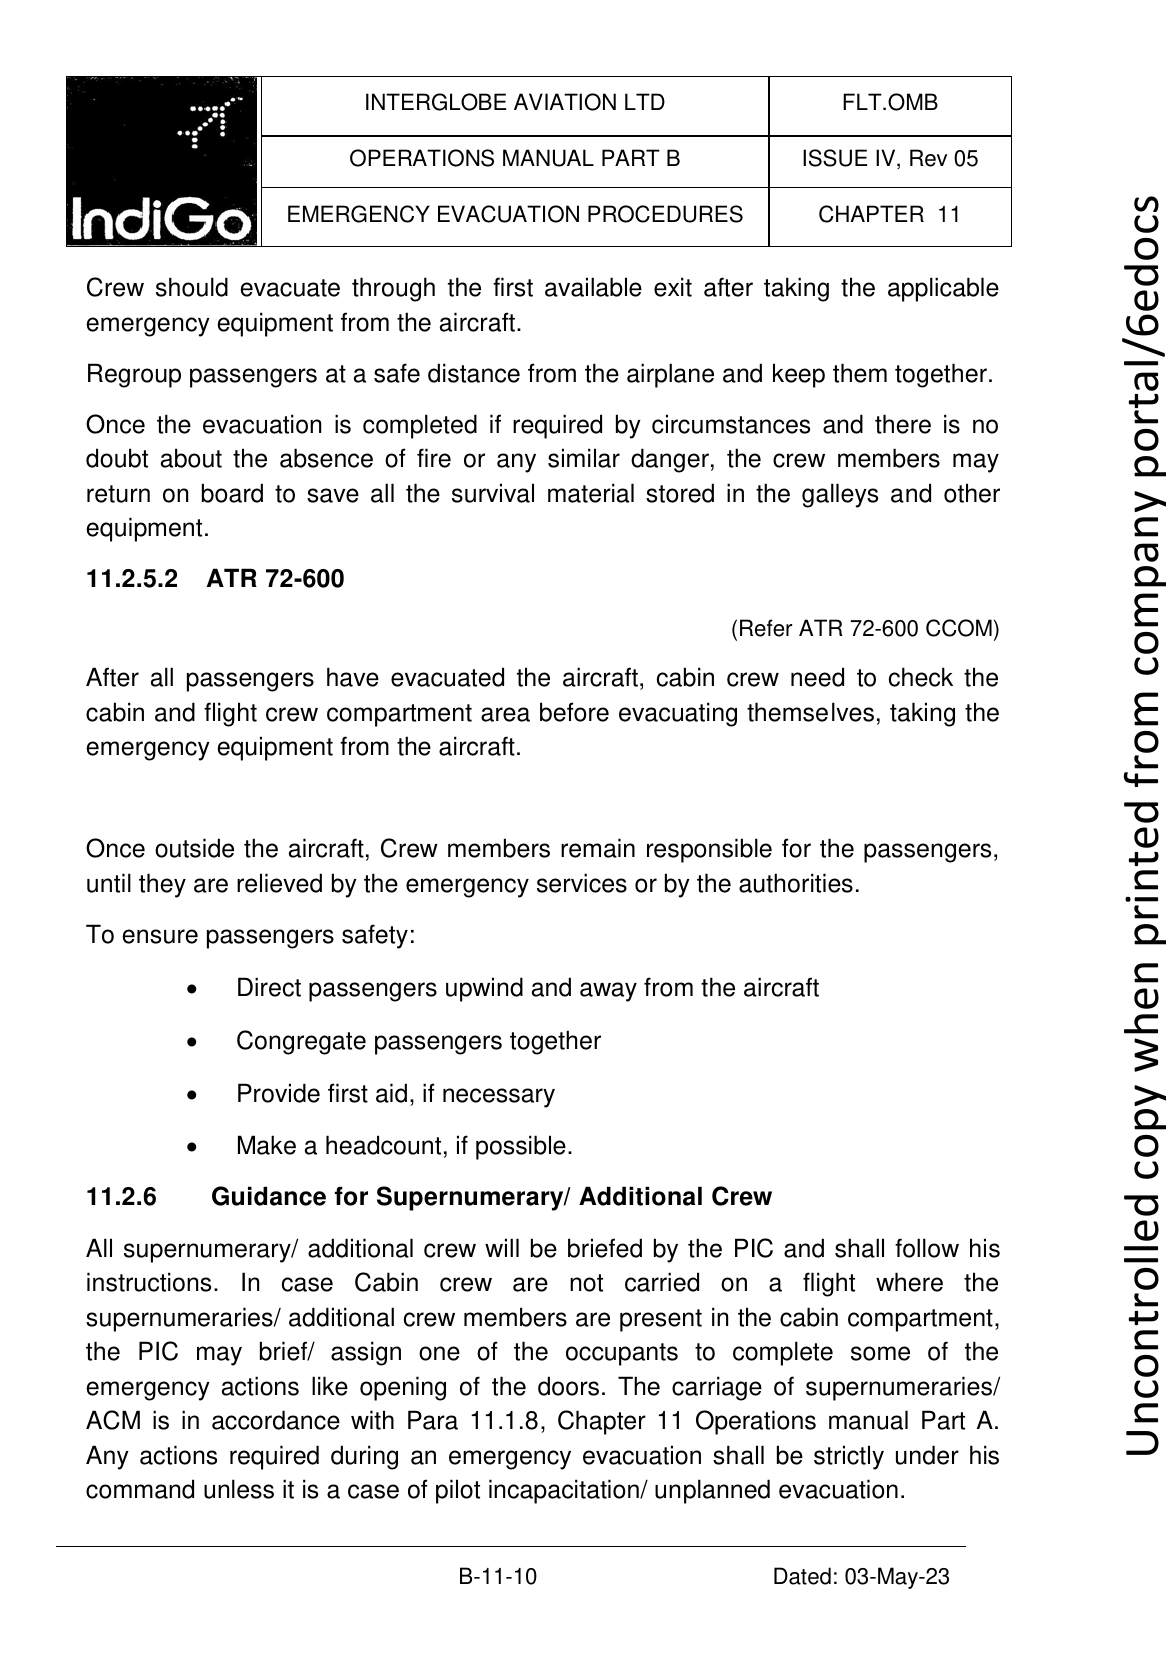 IndiGo
INTERGLOBE AVIATION LTD
FLT.OMB
OPERATIONS MANUAL PART B
ISSUE IV, Rev 05
EMERGENCY EVACUATION PROCEDURES
CHAPTER 11
Crew should evacuate through the first available exit after taking the applicable
emergency equipment from the aircraft.
Regroup passengers at a safe distance from the airplane and keep them together.
Once the evacuation is completed if required by circumstances and there is no
doubt about the absence of fire or any similar danger, the crew members may
return on board to save all the survival material stored in the galleys and other
equipment.
11.2.5.2 ATR 72-600
(Refer ATR 72-600 CCOM)
After all passengers have evacuated the aircraft, cabin crew need to check the
cabin and flight crew compartment area before evacuating themselves, taking the
emergency equipment from the aircraft.
Once outside the aircraft, Crew members remain responsible for the passengers,
until they are relieved by the emergency services or by the authorities.
To ensure passengers safety:
• Direct passengers upwind and away from the aircraft
• Congregate passengers together
• Provide first aid, if necessary
• Make a headcount, if possible.
11.2.6 Guidance for Supernumerary/ Additional Crew
All supernumerary/ additional crew will be briefed by the PIC and shall follow his
instructions. In case Cabin crew are not carried on a flight where the
supernumeraries/ additional crew members are present in the cabin compartment,
the PIC may brief/ assign one of the occupants to complete some of the
emergency actions like opening of the doors. The carriage of supernumeraries/
ACM is in accordance with Para 11.1.8, Chapter 11 Operations manual Part A.
Any actions required during an emergency evacuation shall be strictly under his
command unless it is a case of pilot incapacitation/ unplanned evacuation.
B-11-10
Dated: 03-May-23
Uncontrolled copy when printed from company portal/6edocs